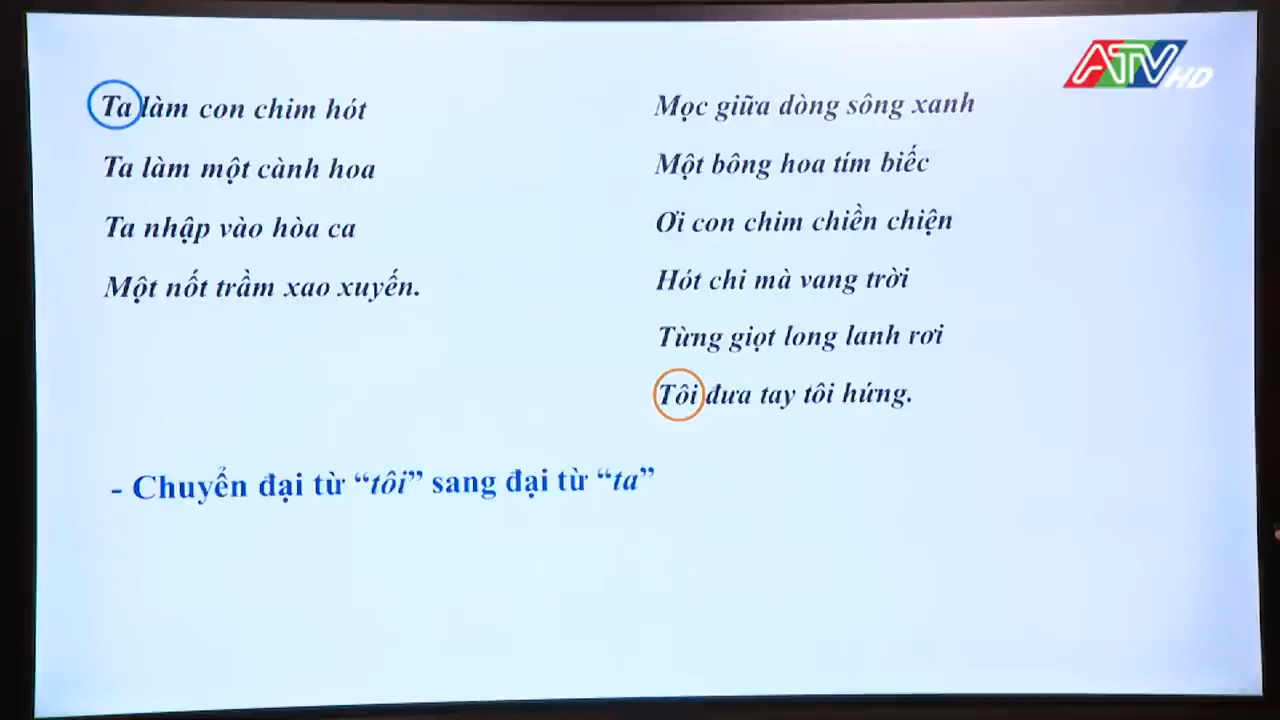 Ta làm con chim hót
Ta làm một cành hoa
Ta nhập vào hòa ca
Một nốt trầm xao xuyến.
Mọc giữa dòng sông xanh
Một bông hoa tím biếc
Ơi con chim chiền chiện
Hót chi mà vang trời
Từng giọt long lanh rơi
Tôi đưa tay tôi hứng.
- Chuyển đại từ “tôi” sang đại từ “ta”
ATV HD